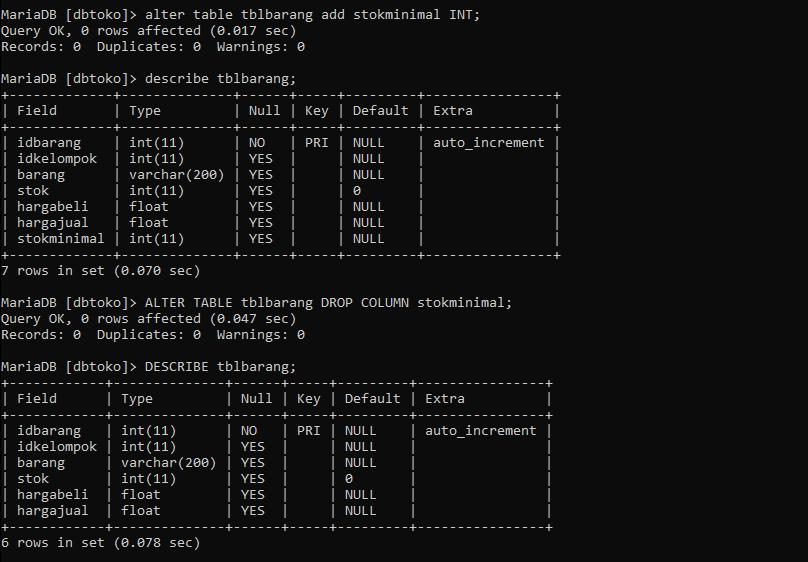 MariaDB [dbtoko]> alter table tblbarang add stokminimal INT;
Query OK, 0 rows affected (0.017 sec)
Records: 0  Duplicates: 0  Warnings: 0

MariaDB [dbtoko]> describe tblbarang;
+-------------+--------------+------+-----+---------+----------------+
| Field       | Type         | Null | Key | Default | Extra          |
+-------------+--------------+------+-----+---------+----------------+
| idbarang    | int(11)      | NO   | PRI | NULL    | auto_increment |
| idkelompok  | int(11)      | YES  |     | NULL    |                |
| barang      | varchar(200) | YES  |     | NULL    |                |
| stok        | int(11)      | YES  |     | 0       |                |
| hargabeli   | float        | YES  |     | NULL    |                |
| hargajual   | float        | YES  |     | NULL    |                |
| stokminimal | int(11)      | YES  |     | NULL    |                |
+-------------+--------------+------+-----+---------+----------------+
7 rows in set (0.070 sec)

MariaDB [dbtoko]> ALTER TABLE tblbarang DROP COLUMN stokminimal;
Query OK, 0 rows affected (0.047 sec)
Records: 0  Duplicates: 0  Warnings: 0

MariaDB [dbtoko]> DESCRIBE tblbarang;
+------------+--------------+------+-----+---------+----------------+
| Field      | Type         | Null | Key | Default | Extra          |
+------------+--------------+------+-----+---------+----------------+
| idbarang   | int(11)      | NO   | PRI | NULL    | auto_increment |
| idkelompok | int(11)      | YES  |     | NULL    |                |
| barang     | varchar(200) | YES  |     | NULL    |                |
| stok       | int(11)      | YES  |     | 0       |                |
| hargabeli  | float        | YES  |     | NULL    |                |
| hargajual  | float        | YES  |     | NULL    |                |
+------------+--------------+------+-----+---------+----------------+
6 rows in set (0.078 sec)